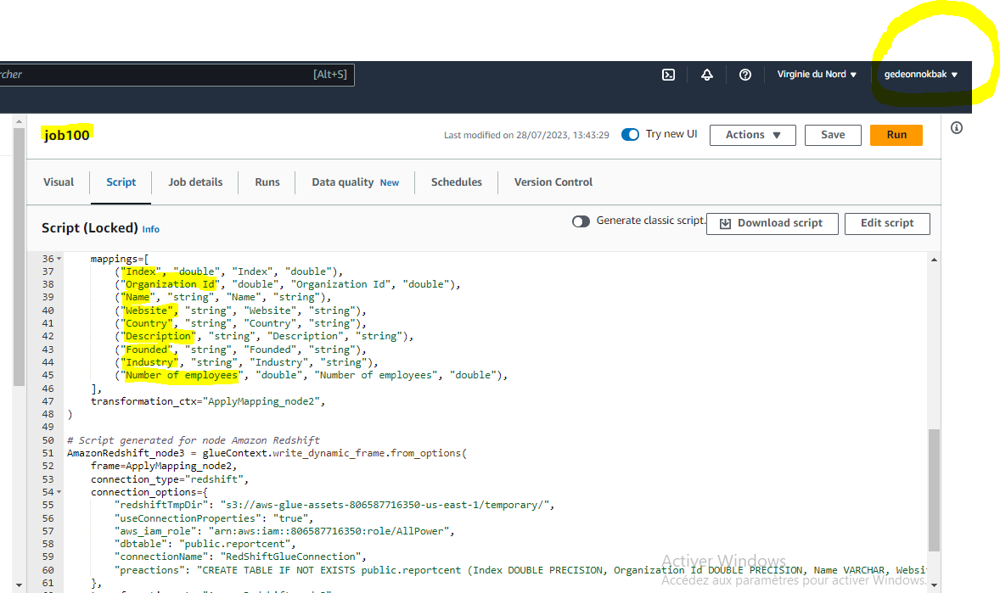 rcher [Alt+S] Virginie du Nord ▼ gedeonnokbak ▼
job100 Last modified on 28/07/2023, 13:43:29 Try new UI Actions ▼ Save Run
Visual Script Job details Runs Data quality New Schedules Version Control
Script (Locked) Info Generate classic script. Download script Edit script
36 mappings=[
37 ("Index", "double", "Index", "double"),
38 ("Organization Id", "double", "Organization Id", "double"),
39 ("Name", "string", "Name", "string"),
40 ("Website", "string", "Website", "string"),
41 ("Country", "string", "Country", "string"),
42 ("Description", "string", "Description", "string"),
43 ("Founded", "string", "Founded", "string"),
44 ("Industry", "string", "Industry", "string"),
45 ("Number of employees", "double", "Number of employees", "double"),
46 ],
47 transformation_ctx="ApplyMapping_node2",
48 )
49
50 # Script generated for node Amazon Redshift
51 AmazonRedshift_node3 = glueContext.write_dynamic_frame.from_options(
52 frame=ApplyMapping_node2,
53 connection_type="redshift",
54 connection_options={
55 "redshiftTmpDir": "s3://aws-glue-assets-806587716350-us-east-1/temporary/",
56 "useConnectionProperties": "true",
57 "aws_iam_role": "arn:aws:iam::806587716350:role/AllPower",
58 "dbtable": "public.reportcent",
59 "connectionName": "RedShiftGlueConnection",
60 "preactions": "CREATE TABLE IF NOT EXISTS public.reportcent (Index DOUBLE PRECISION, Organization Id DOUBLE PRECISION, Name VARCHAR, Websi
61 },
Activer Windows
Accédez aux paramètres pour activer Windows.